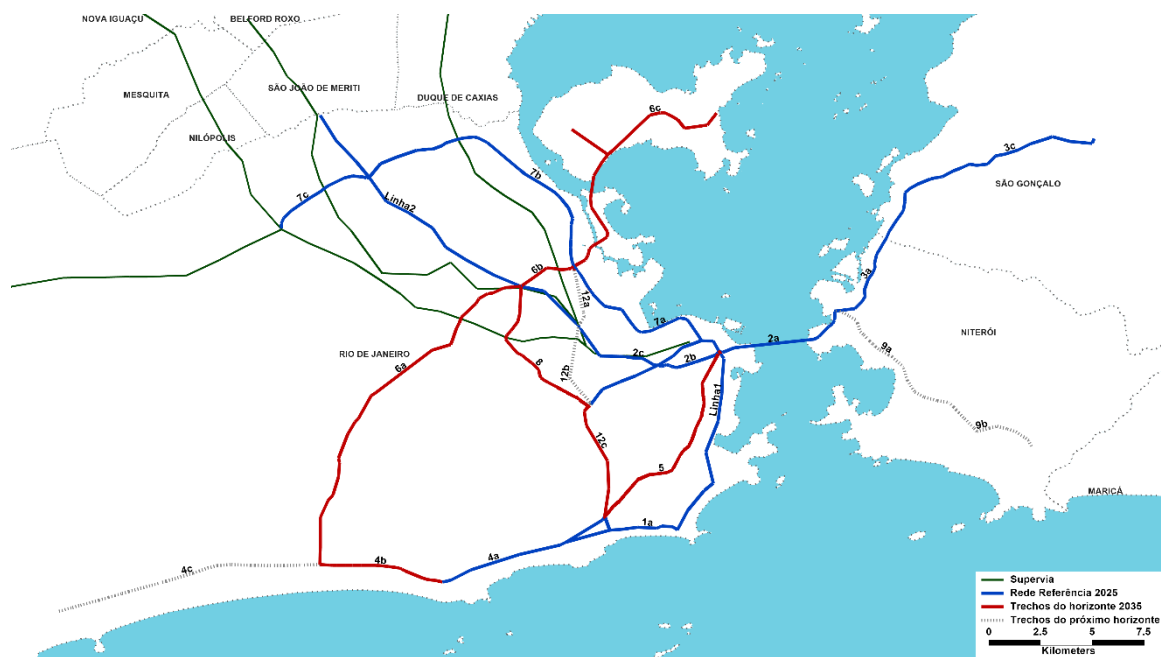 NOVA IGUAÇU
BELFORD ROXO
MESQUITA
SÃO JOÃO DE MERITI
DUQUE DE CAXIAS
NILÓPOLIS
6c
3c
SÃO GONÇALO
7b
7c
Linha2
6b
3a
12a
7a
NITERÓI
2a
9a
RIO DE JANEIRO
2c
2b
8
6a
12b
Linha1
9b
12c
5
MARICÁ
1a
4a
4b
4c
Supervia
Rede Referência 2025
Trechos do horizonte 2035
Trechos do próximo horizonte
0 2.5 5 7.5
Kilometers